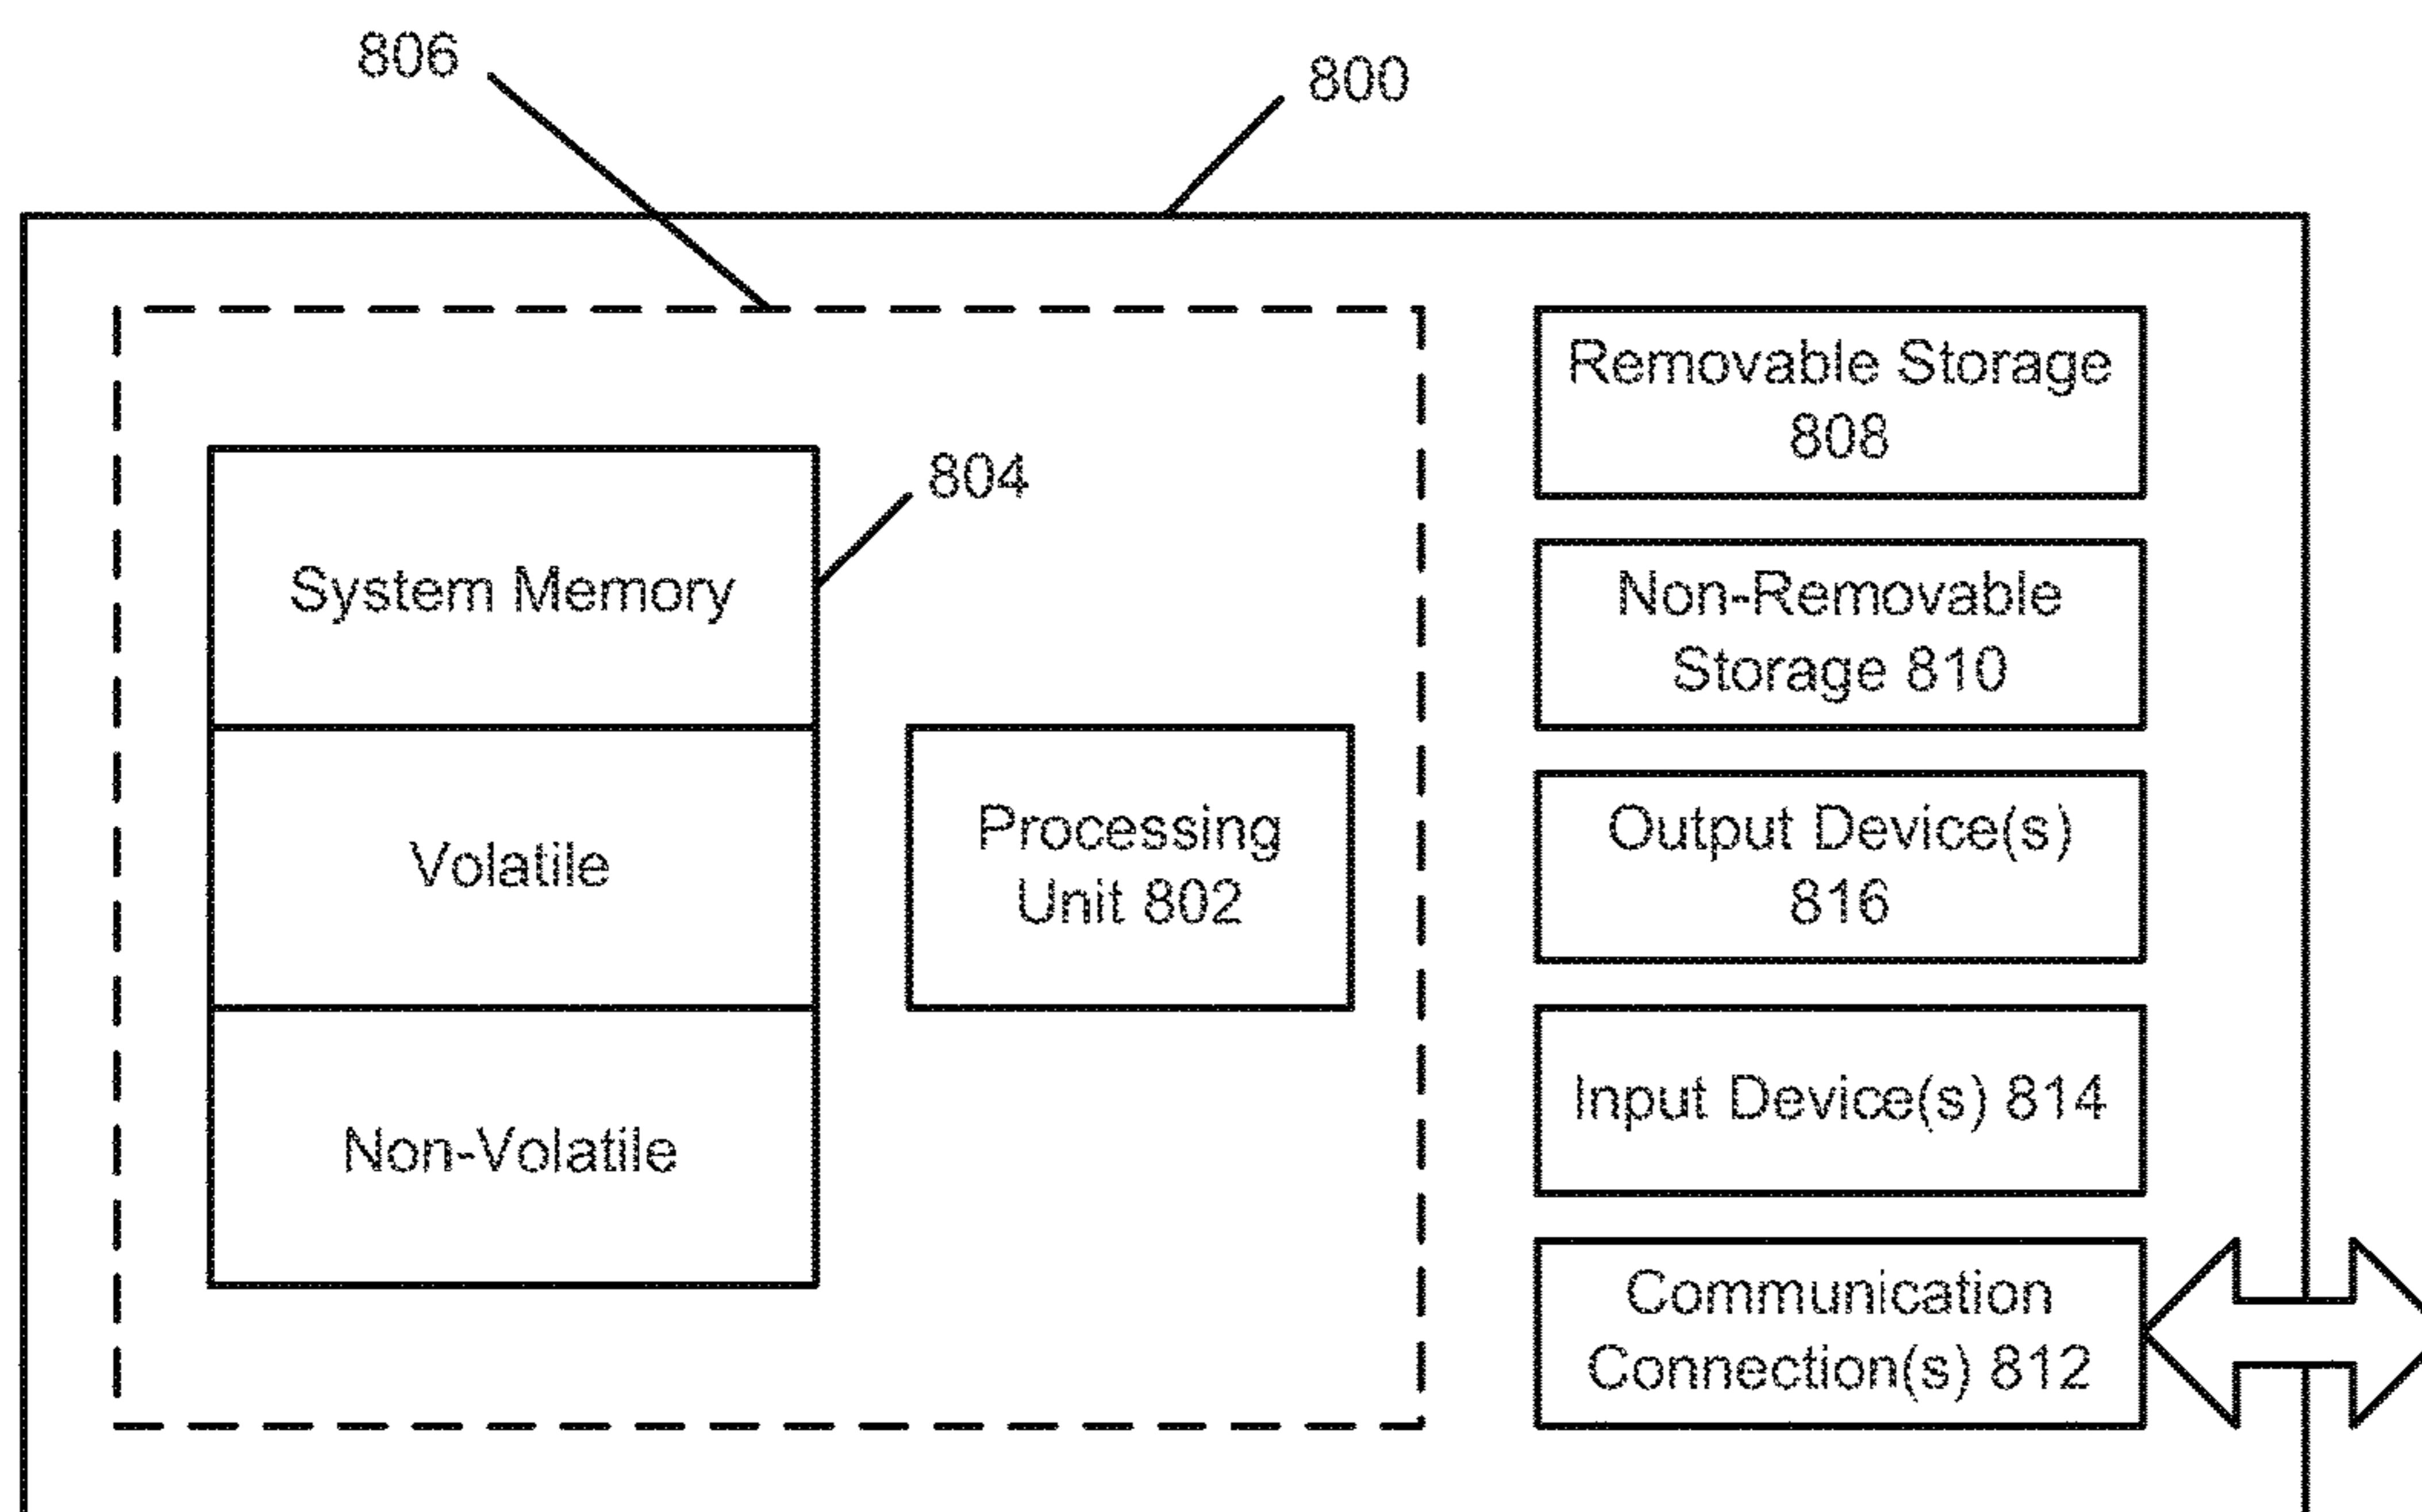 806
800
804
System Memory
Volatile
Non-Volatile
Processing
Unit 802
Removable Storage
808
Non-Removable
Storage 810
Output Device(s)
816
Input Device(s) 814
Communication
Connection(s) 812